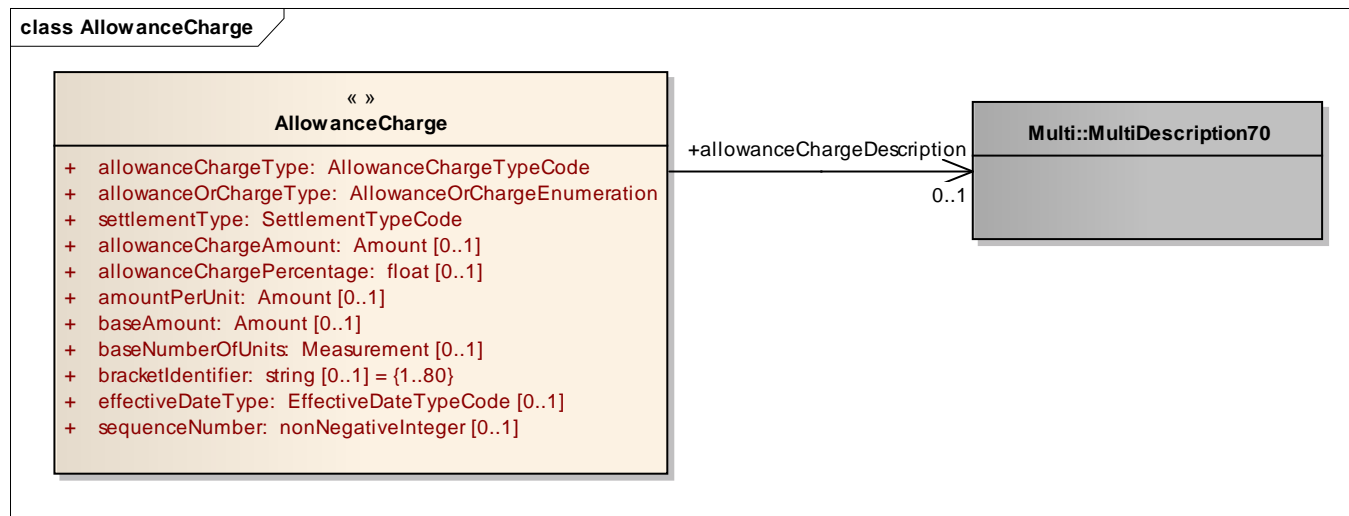 class AllowanceCharge
« »
AllowanceCharge
+ allowanceChargeType: AllowanceChargeTypeCode
+ allowanceOrChargeType: AllowanceOrChargeEnumeration
+ settlementType: SettlementTypeCode
+ allowanceChargeAmount: Amount [0..1]
+ allowanceChargePercentage: float [0..1]
+ amountPerUnit: Amount [0..1]
+ baseAmount: Amount [0..1]
+ baseNumberOfUnits: Measurement [0..1]
+ bracketIdentifier: string [0..1] = {1..80}
+ effectiveDateType: EffectiveDateTypeCode [0..1]
+ sequenceNumber: nonNegativeInteger [0..1]
+allowanceChargeDescription
0..1
Multi::MultiDescription70